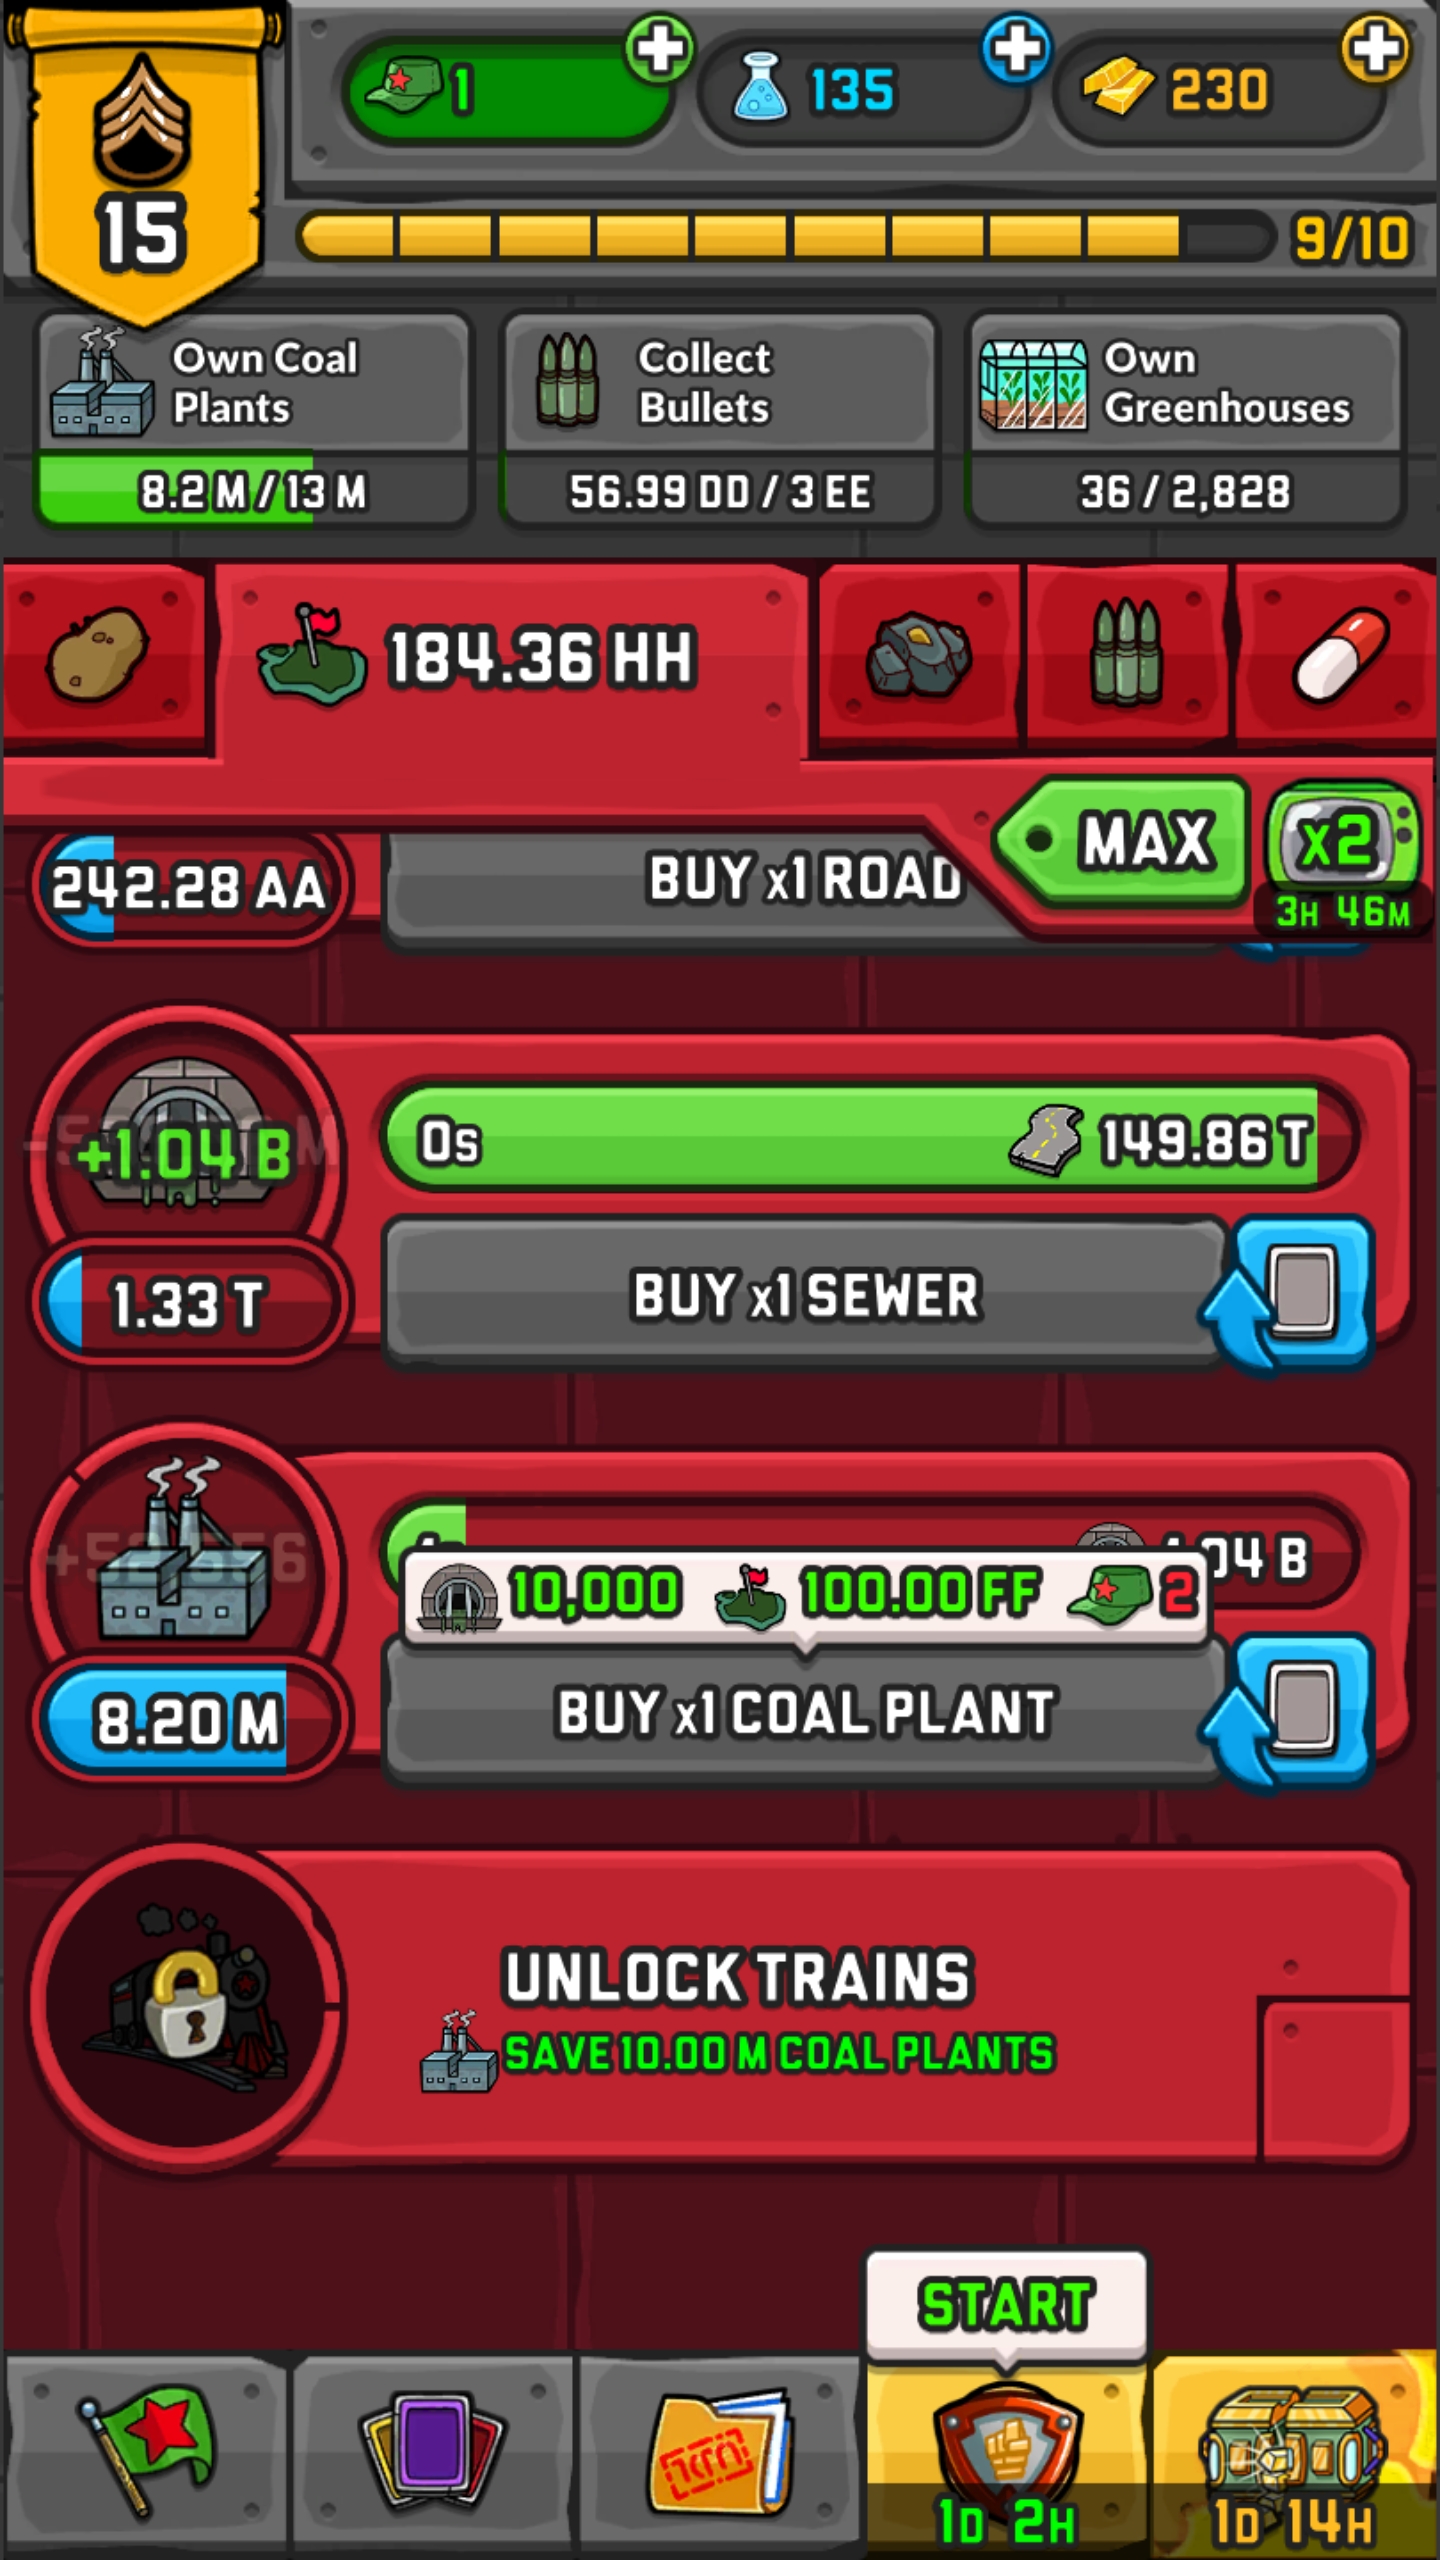 1
135
230
15
9/10
Own Coal
Plants
8.2 M / 13 M
Collect
Bullets
56.99 DD / 3 EE
Own
Greenhouses
36 / 2,828
184.36 HH
MAX
x2
3H 46M
242.28 AA
BUY x1 ROAD
+1.04 B
0s
149.86 T
1.33 T
BUY x1 SEWER
10,000
100.00 FF
2
8.20 M
BUY x1 COAL PLANT
UNLOCK TRAINS
SAVE 10.00 M COAL PLANTS
START
1D 2H
1D 14H